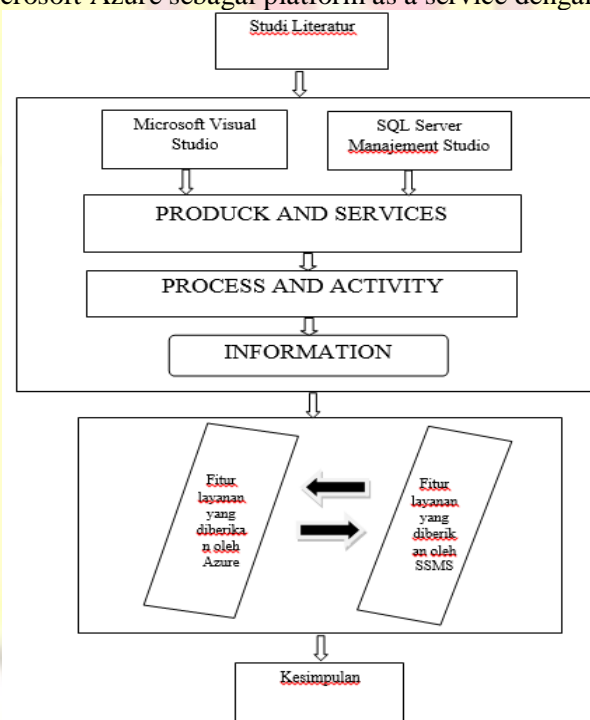 crosoft Azure sebagai platform as a service dengan
Studi Literatur
Microsoft Visual
Studio
SQL Server
Manajement Studio
PRODUCK AND SERVICES
PROCESS AND ACTIVITY
INFORMATION
Fitur
layanan
yang
diberika
n oleh
Azure
Fitur
layanan
yang
diberik
an oleh
SSMS
Kesimpulan